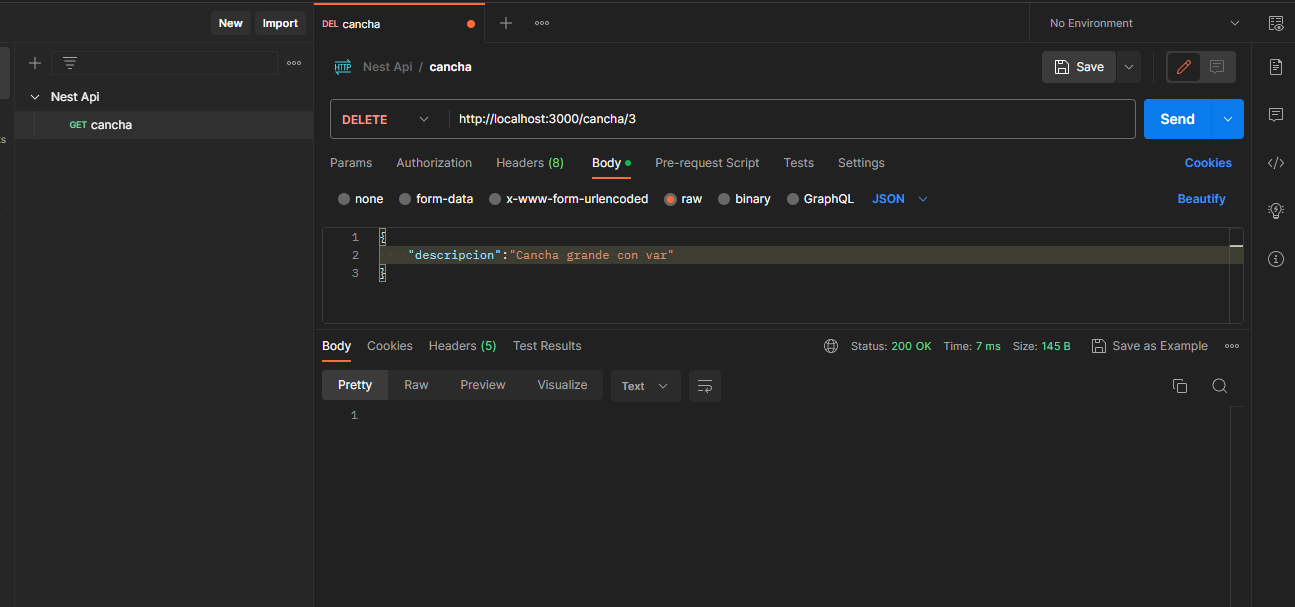 New Import DEL cancha No Environment
Nest Api / cancha Save
Nest Api
GET cancha
DELETE http://localhost:3000/cancha/3 Send
Params Authorization Headers (8) Body Pre-request Script Tests Settings Cookies
none form-data x-www-form-urlencoded raw binary GraphQL JSON Beautify
1 {
2 "descripcion":"Cancha grande con var"
3 }
Body Cookies Headers (5) Test Results Status: 200 OK Time: 7 ms Size: 145 B Save as Example
Pretty Raw Preview Visualize Text
1